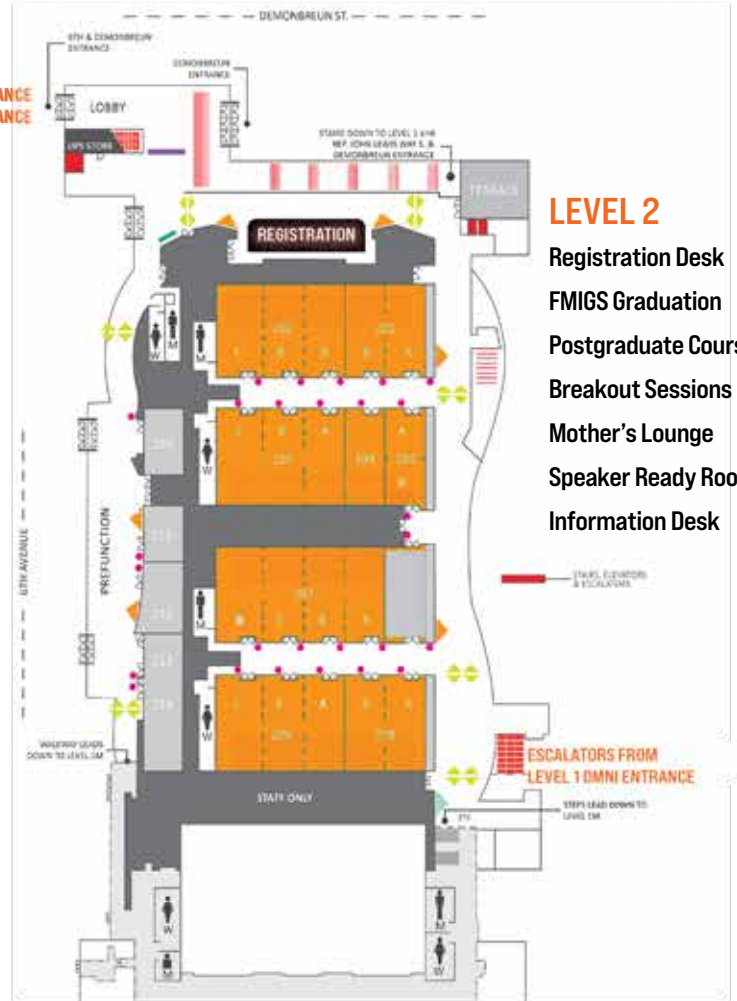 DEMONBREUN ST.
6TH & DEMONBREUN
ENTRANCE
DEMONBREUN
ENTRANCE
ANCE
ANCE
LOBBY
UPS STORE
STAIRS DOWN TO LEVEL 1 AND
REP. JOHN LEWIS WAY S. &
DEMONBREUN ENTRANCE
TERRACE
REGISTRATION
LEVEL 2
Registration Desk
FMIGS Graduation
Postgraduate Cours
Breakout Sessions
Mother's Lounge
Speaker Ready Roo
Information Desk
W
M
M
W
6TH AVENUE
PREFUNCTION
STAIRS, ELEVATORS
& ESCALATORS
M
W
WALKWAY LEADS
DOWN TO LEVEL 1M
ESCALATORS FROM
LEVEL 1 OMNI ENTRANCE
STAFF ONLY
STEPS LEAD DOWN TO
LEVEL 1M
W
M
M
W